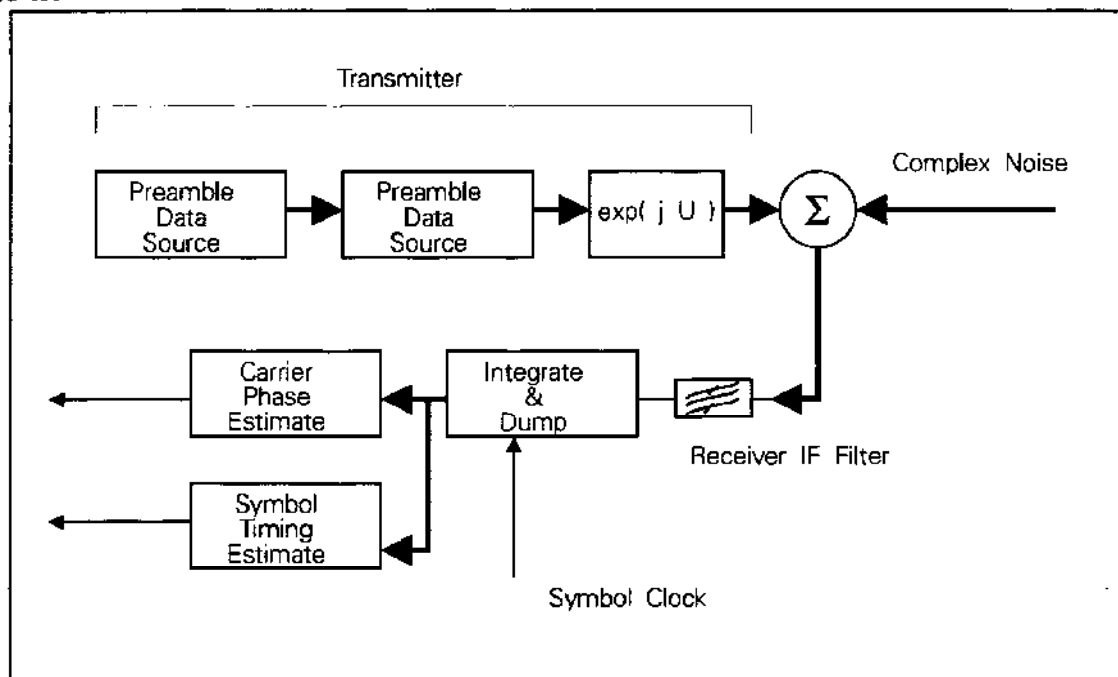 Transmitter
Complex Noise
Preamble
Data
Source
Preamble
Data
Source
exp( j U )
Σ
Carrier
Phase
Estimate
Integrate
&
Dump
Receiver IF Filter
Symbol
Timing
Estimate
Symbol Clock